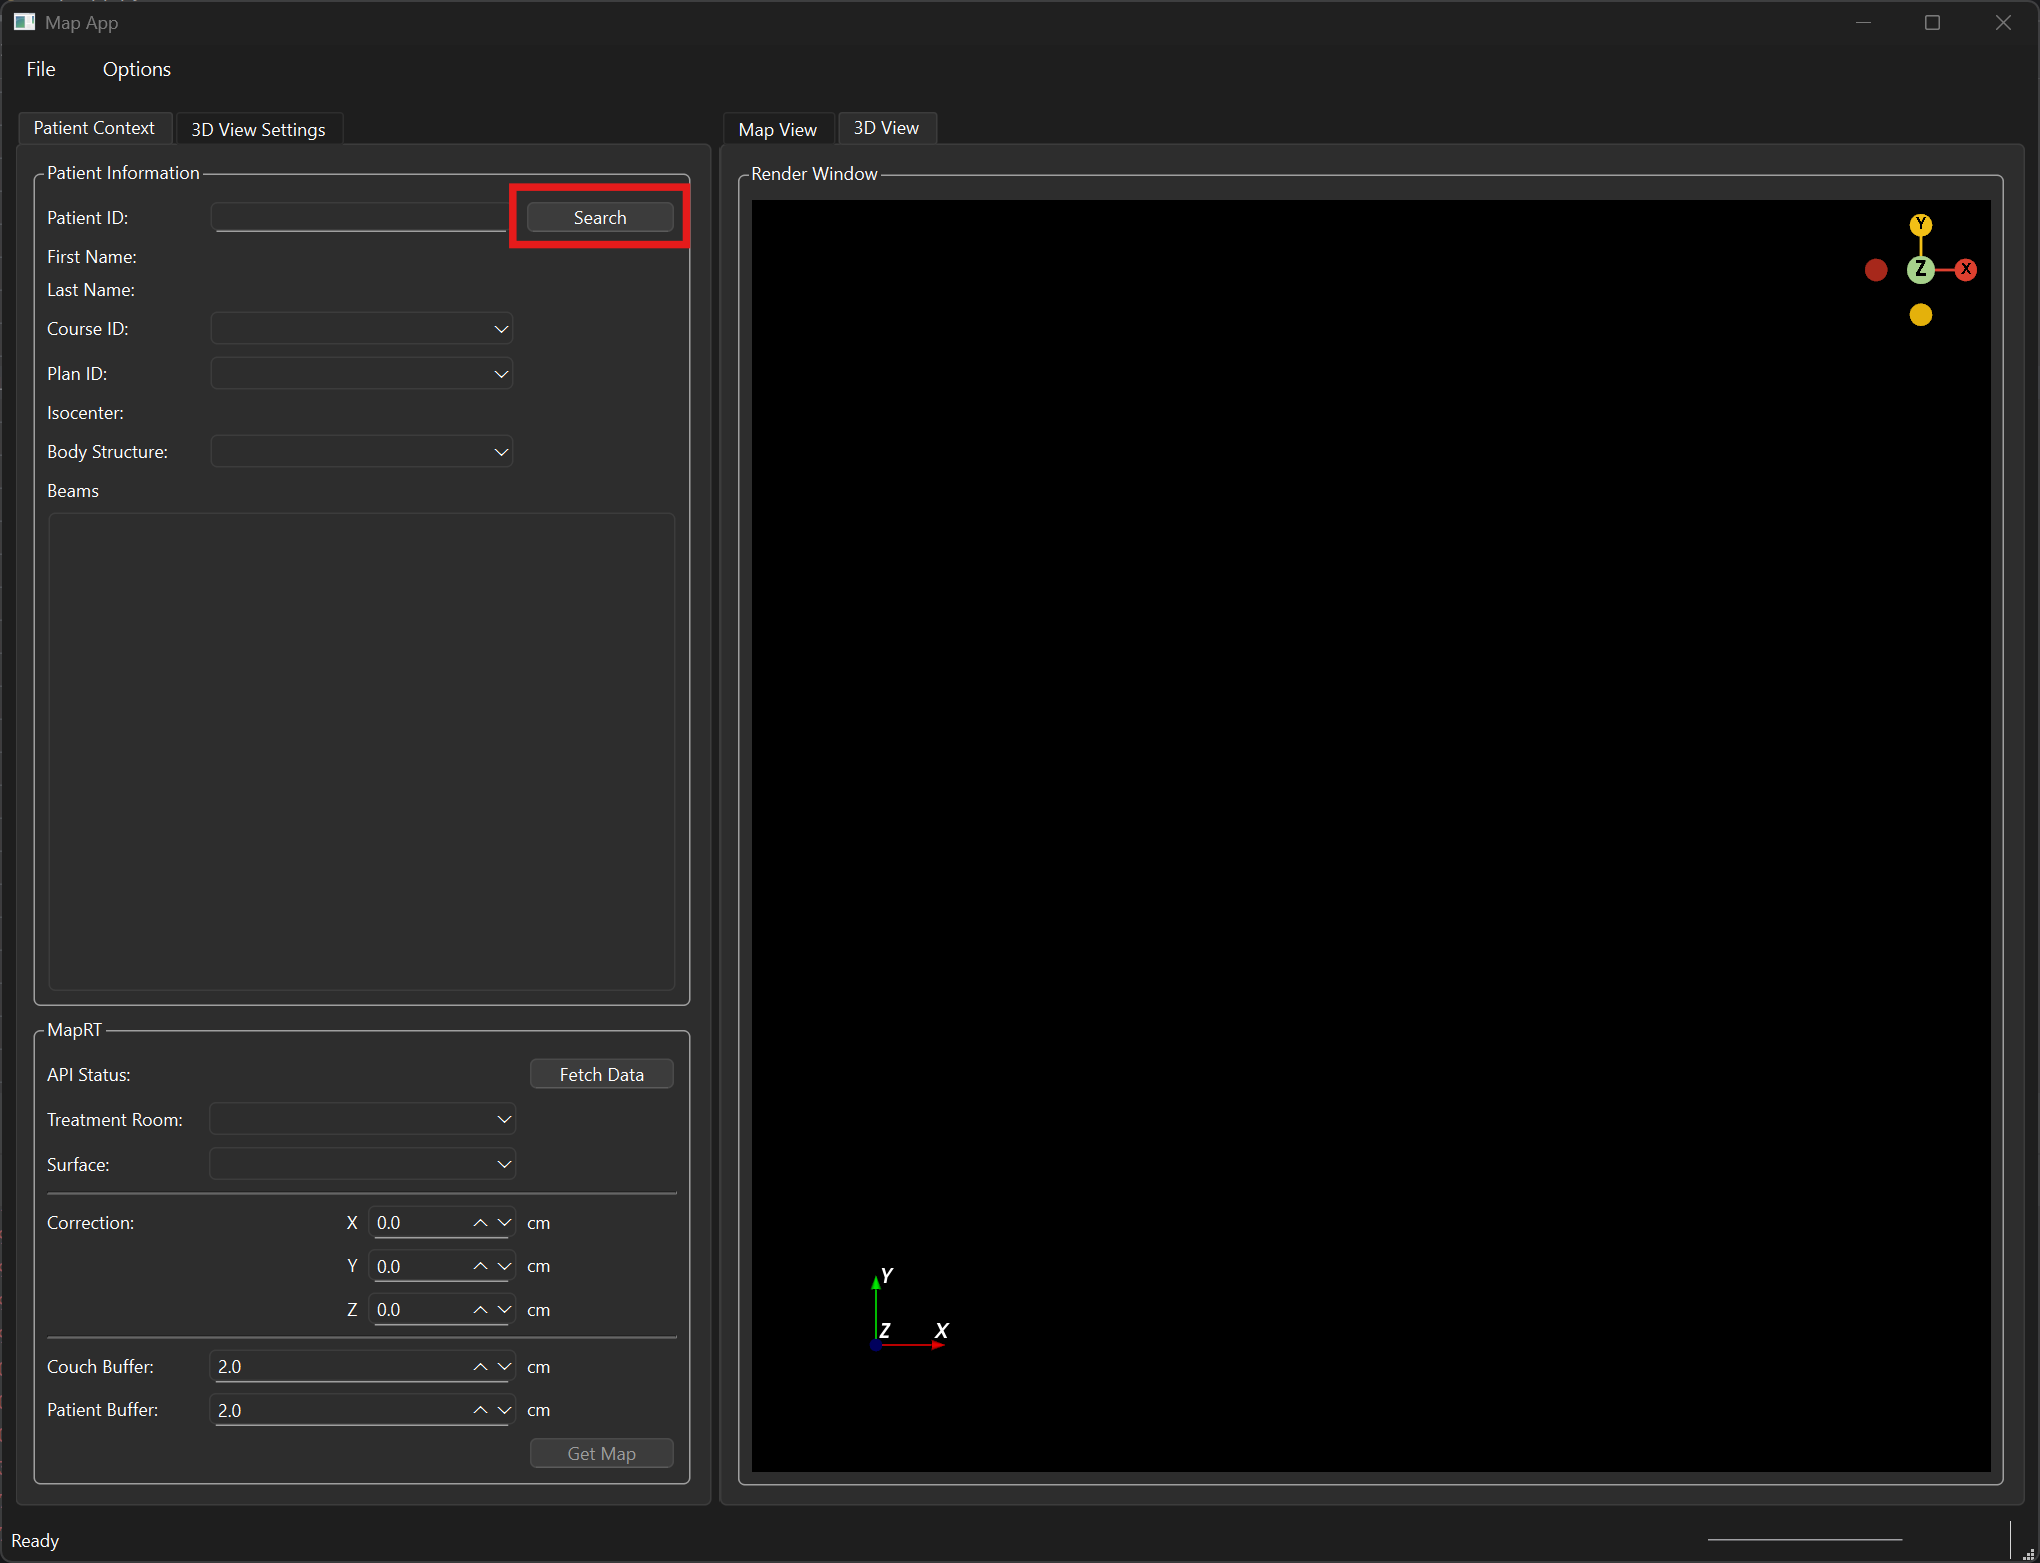 Map App
File Options
Patient Context 3D View Settings
Map View 3D View
Patient Information
Patient ID: Search
First Name:
Last Name:
Course ID:
Plan ID:
Isocenter:
Body Structure:
Beams
MapRT
API Status: Fetch Data
Treatment Room:
Surface:
Correction: X 0.0 cm
Y 0.0 cm
Z 0.0 cm
Couch Buffer: 2.0 cm
Patient Buffer: 2.0 cm
Get Map
Render Window
Y
Z X
Y
Z X
Ready